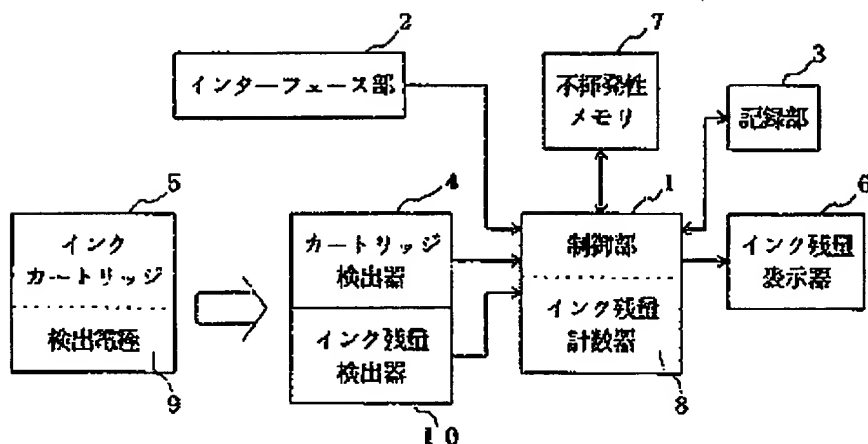 2
インターフェース部
7
不揮発性
メモリ
3
記録部
5
インク
カートリッジ
検出電極
9
4
カートリッジ
検出器
インク残量
検出器
10
1
制御部
インク残量
計数器
8
6
インク残量
表示器